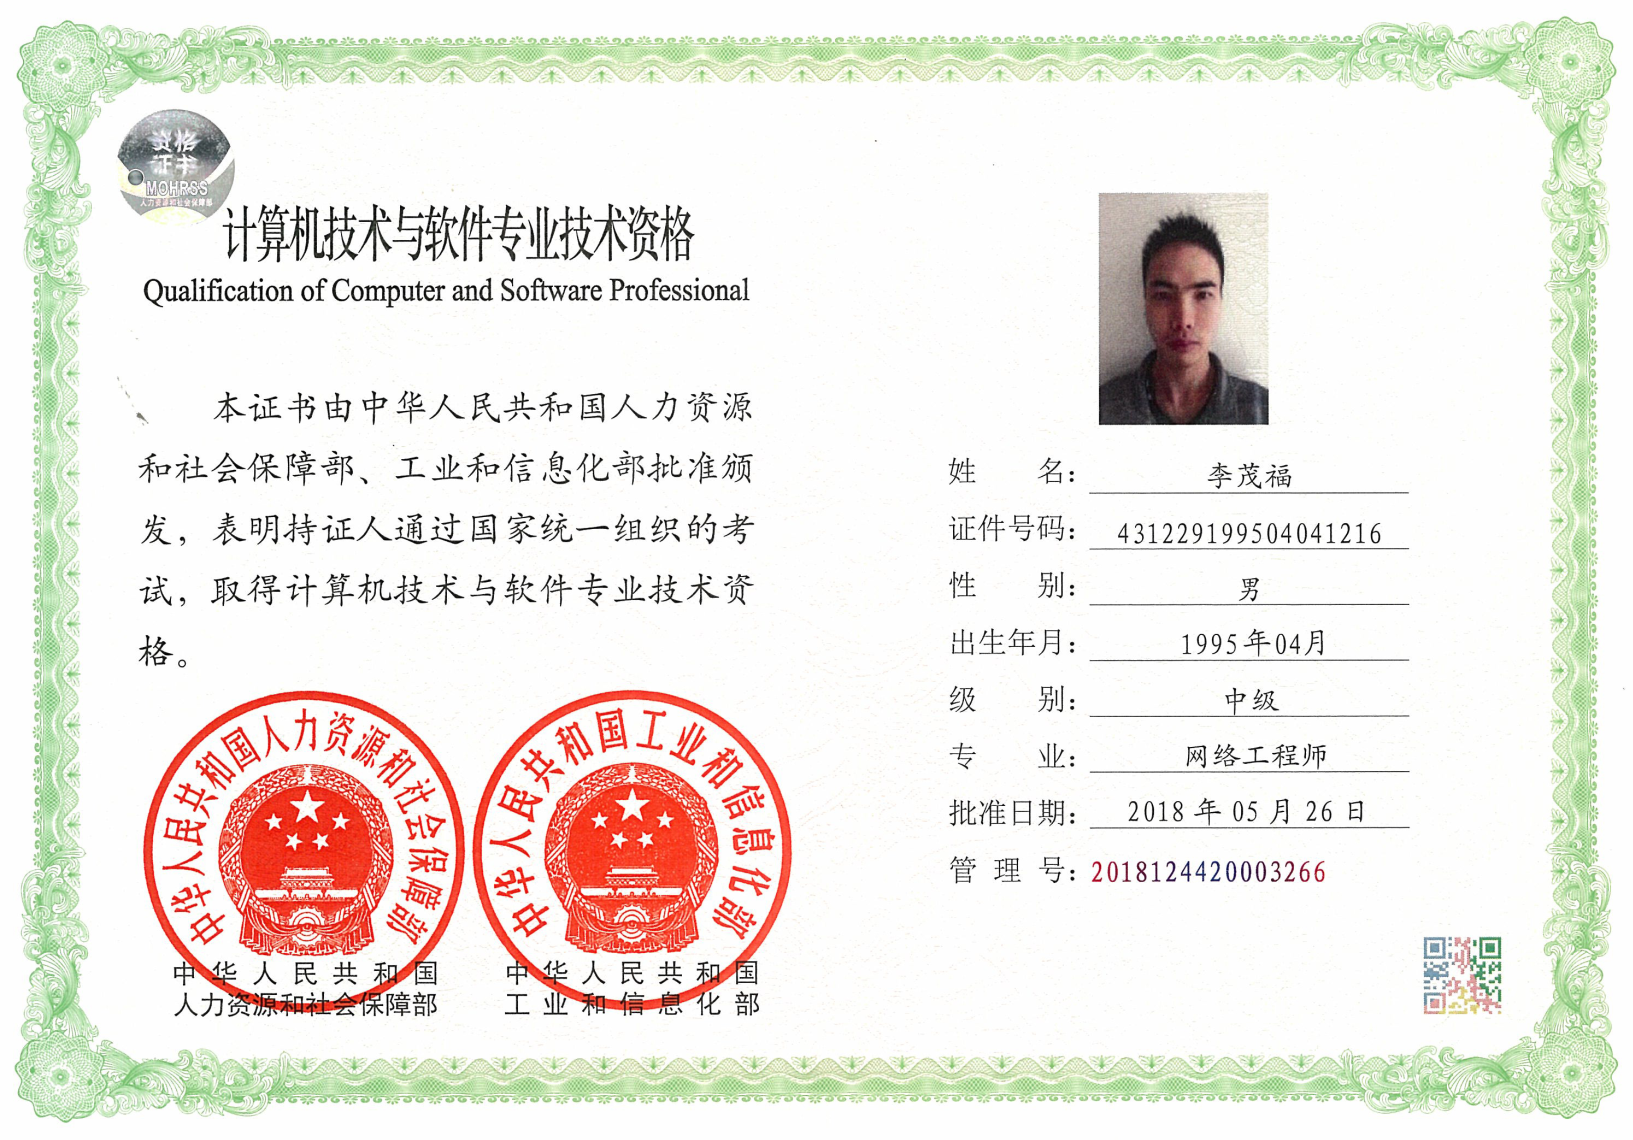 资格
证书
MOHRSS
人力资源和社会保障部
计算机技术与软件专业技术资格
Qualification of Computer and Software Professional
本证书由中华人民共和国人力资源
和社会保障部、工业和信息化部批准颁
发，表明持证人通过国家统一组织的考
试，取得计算机技术与软件专业技术资
格。
中华人民共和国人力资源和社会保障部
中华人民共和国工业和信息化部
中华人民共和国
人力资源和社会保障部
中华人民共和国
工业和信息化部
姓名：李茂福
证件号码：431229199504041216
性别：男
出生年月：1995年04月
级别：中级
专业：网络工程师
批准日期：2018年05月26日
管理号：2018124420003266